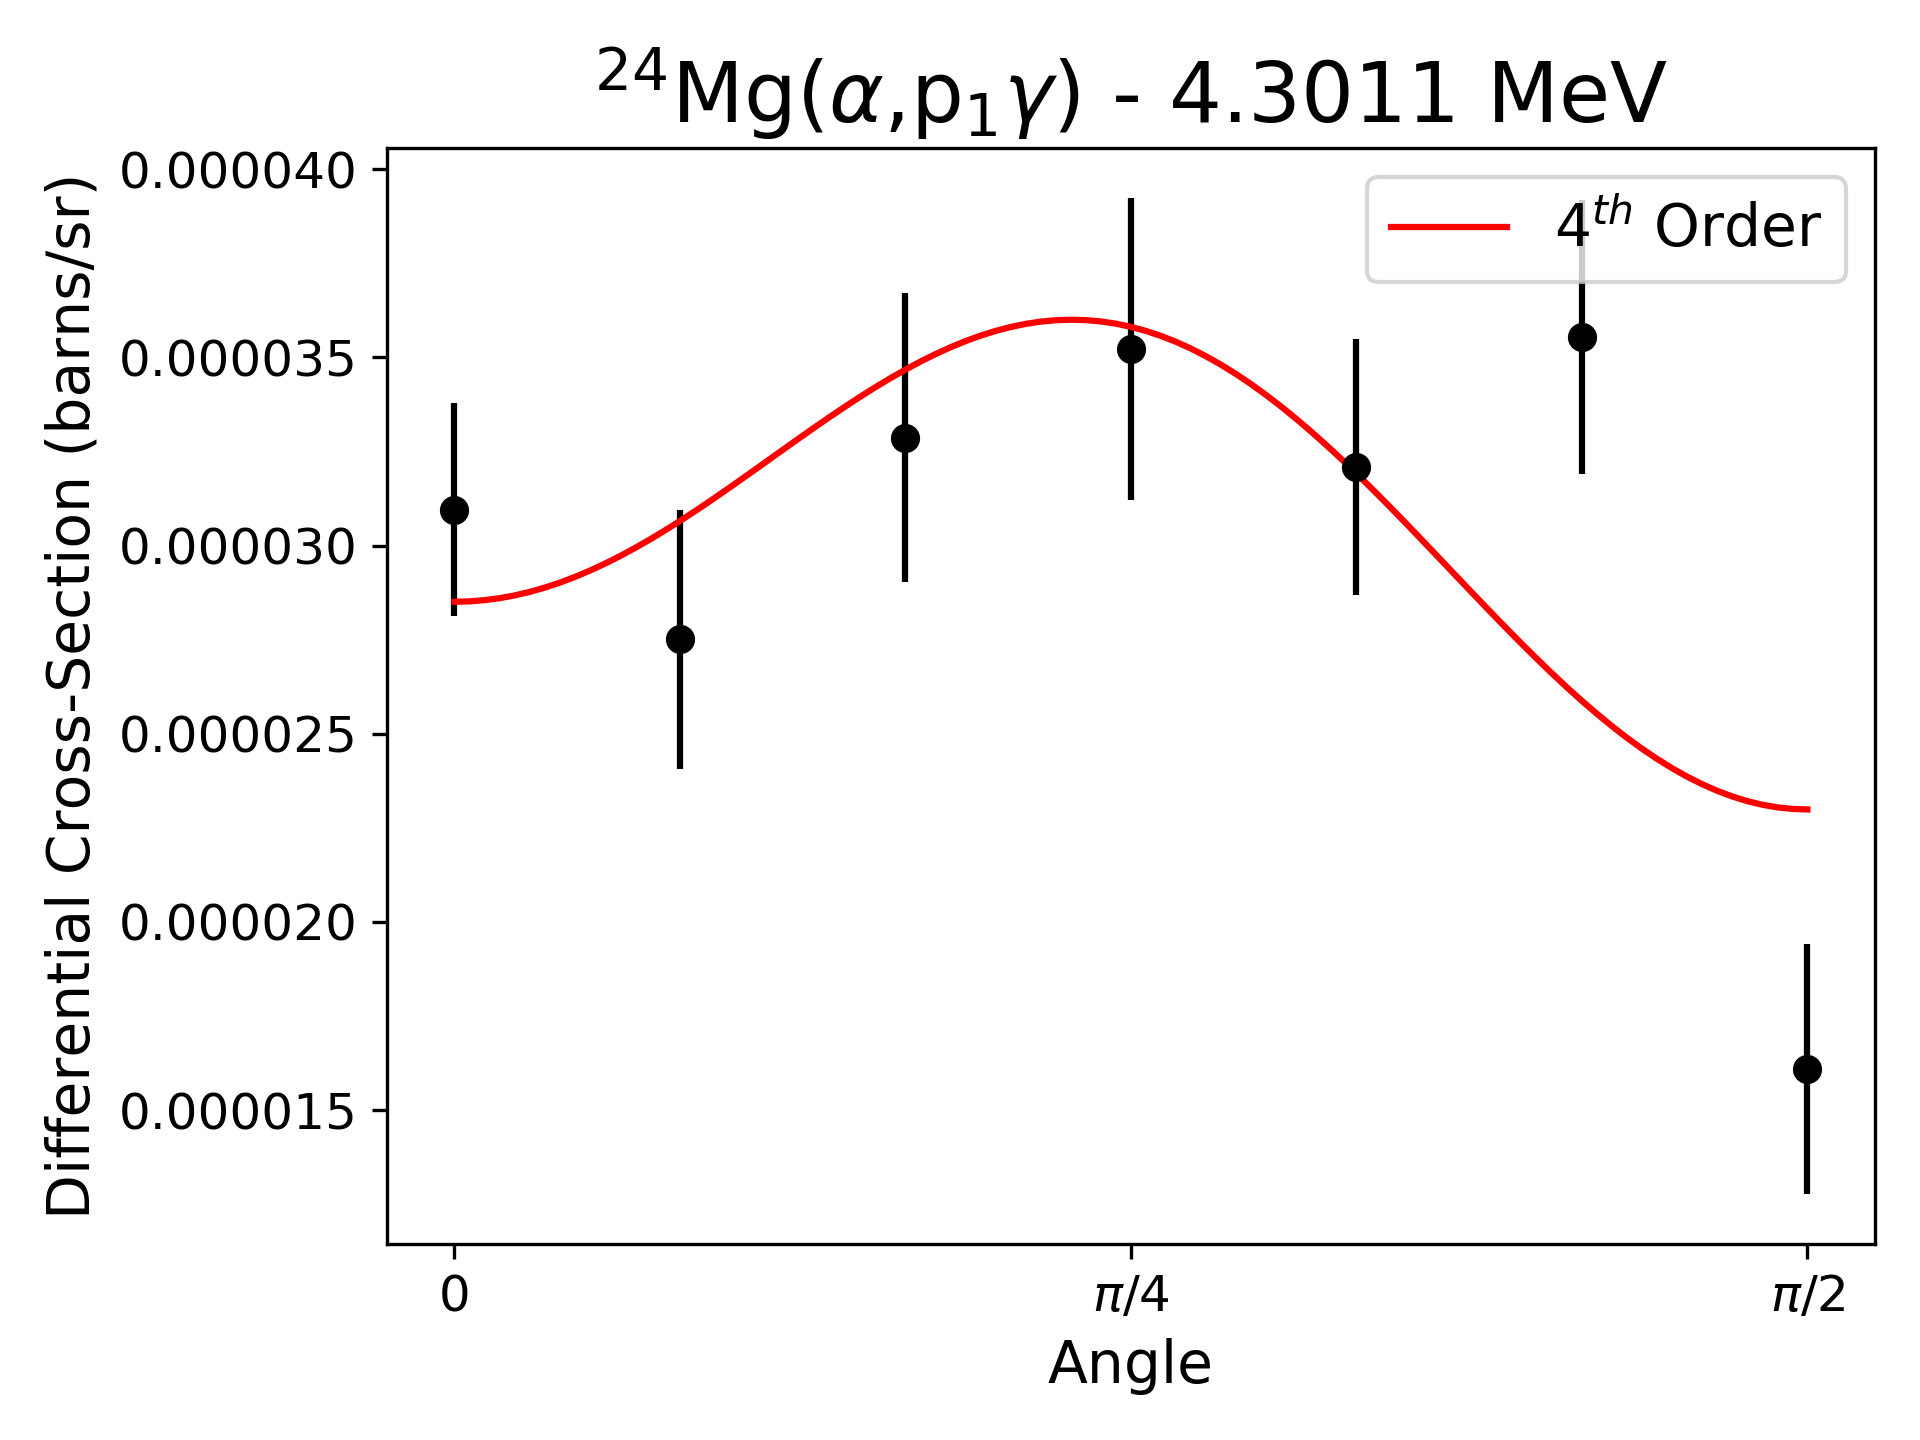 ²⁴Mg(α,p₁γ) - 4.3011 MeV
Differential Cross-Section (barns/sr)
0.000040
0.000035
0.000030
0.000025
0.000020
0.000015
4ᵗʰ Order
0 π/4 π/2
Angle